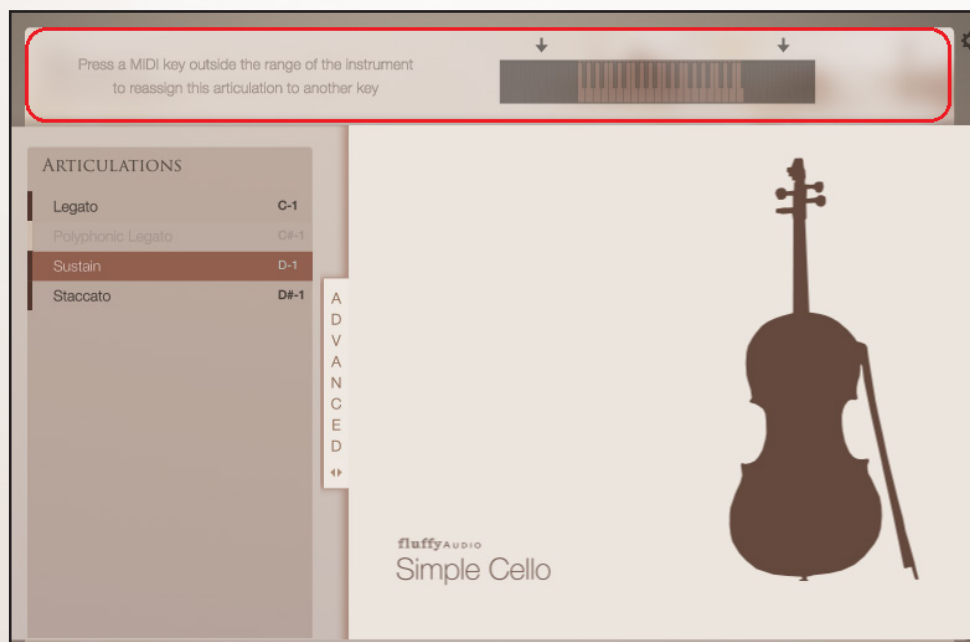 Press a MIDI key outside the range of the instrument
to reassign this articulation to another key
ARTICULATIONS
Legato C-1
Polyphonic Legato C#-1
Sustain D-1
Staccato D#-1
ADVANCED
fluffyAUDIO
Simple Cello